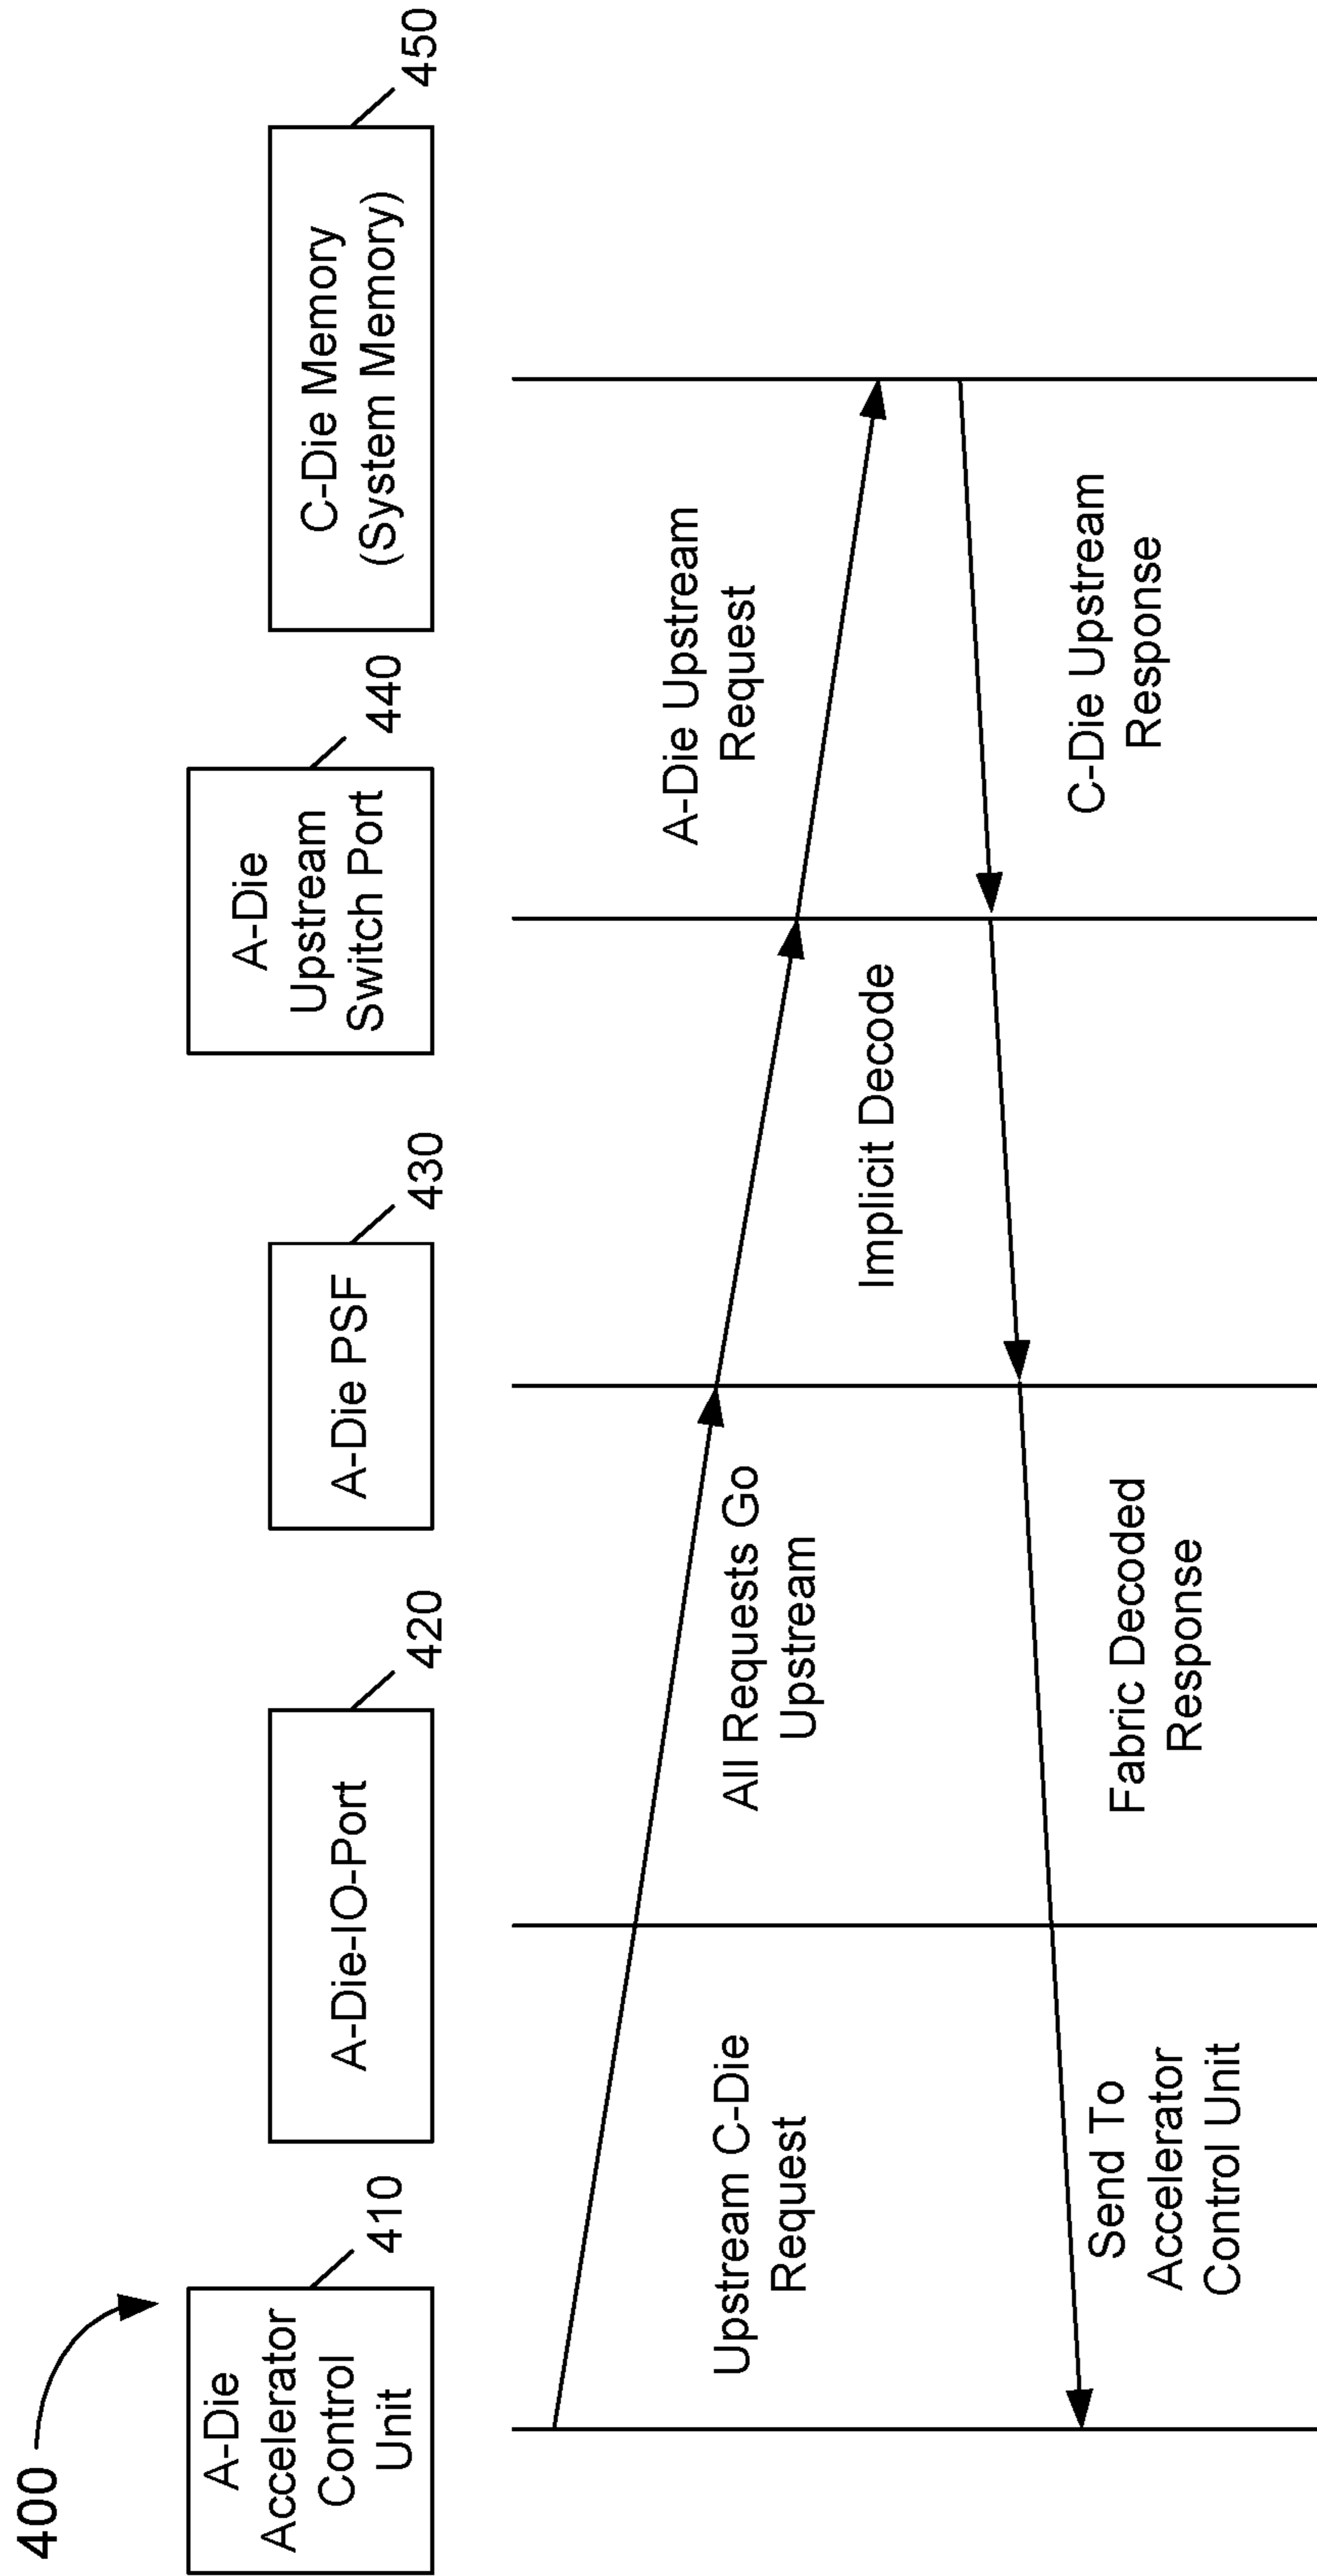 400
A-Die
Accelerator
Control
Unit
410
A-Die-IO-Port
420
A-Die PSF
430
A-Die
Upstream
Switch Port
440
C-Die Memory
(System Memory)
450
Upstream C-Die
Request
All Requests Go
Upstream
Implicit Decode
A-Die Upstream
Request
Send To
Accelerator
Control Unit
Fabric Decoded
Response
C-Die Upstream
Response